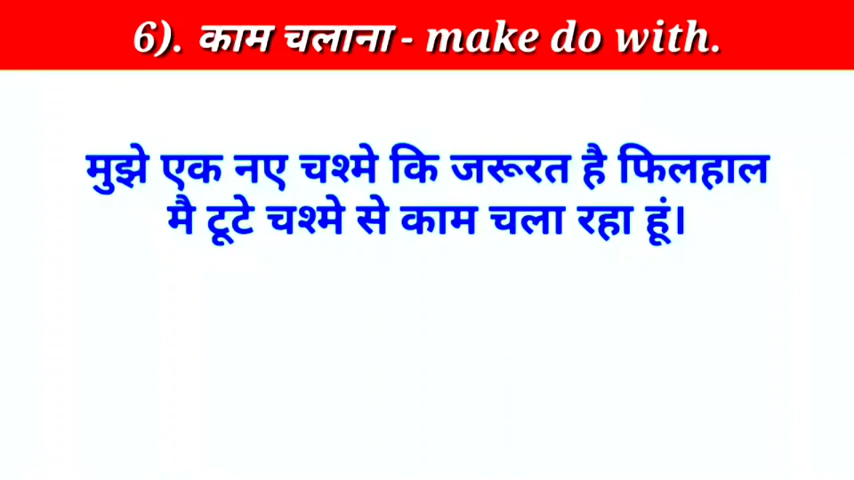 6). काम चलाना - make do with.
मुझे एक नए चश्मे कि जरूरत है फिलहाल
मै टूटे चश्मे से काम चला रहा हूं।